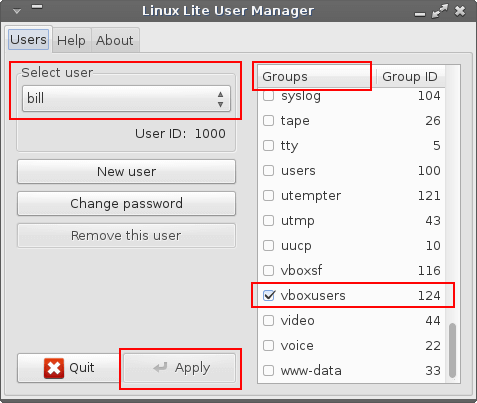 Linux Lite User Manager
Users Help About
Select user
bill
User ID: 1000
New user
Change password
Remove this user
Quit
Apply
Groups Group ID
syslog 104
tape 26
tty 5
users 100
utempter 121
utmp 43
uucp 10
vboxsf 116
vboxusers 124
video 44
voice 22
www-data 33